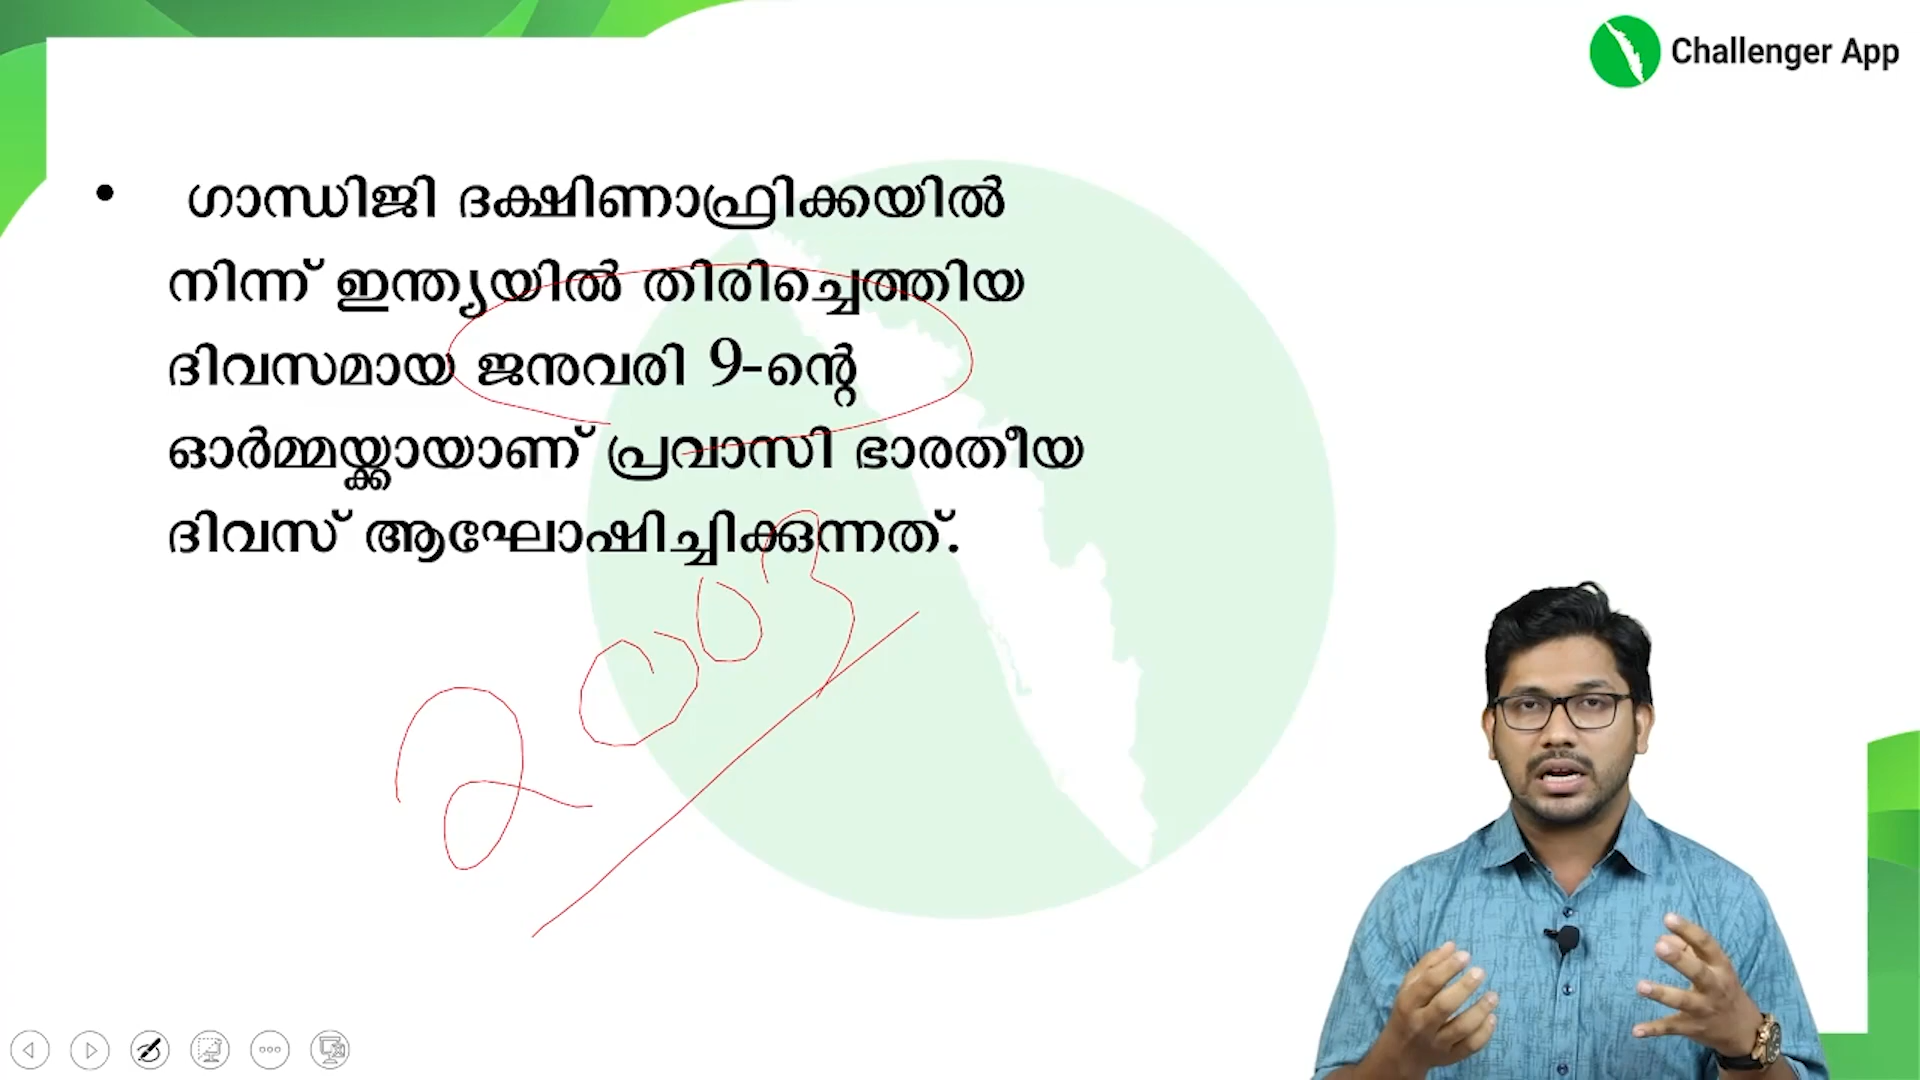 Challenger App
• ഗാന്ധിജി ദക്ഷിണാഫ്രിക്കയിൽ
നിന്ന് ഇന്ത്യയിൽ തിരിച്ചെത്തിയ
ദിവസമായ ജനുവരി 9-ന്റെ
ഓർമ്മയ്ക്കായാണ് പ്രവാസി ഭാരതീയ
ദിവസ് ആഘോഷിച്ചിക്കുന്നത്.
2003